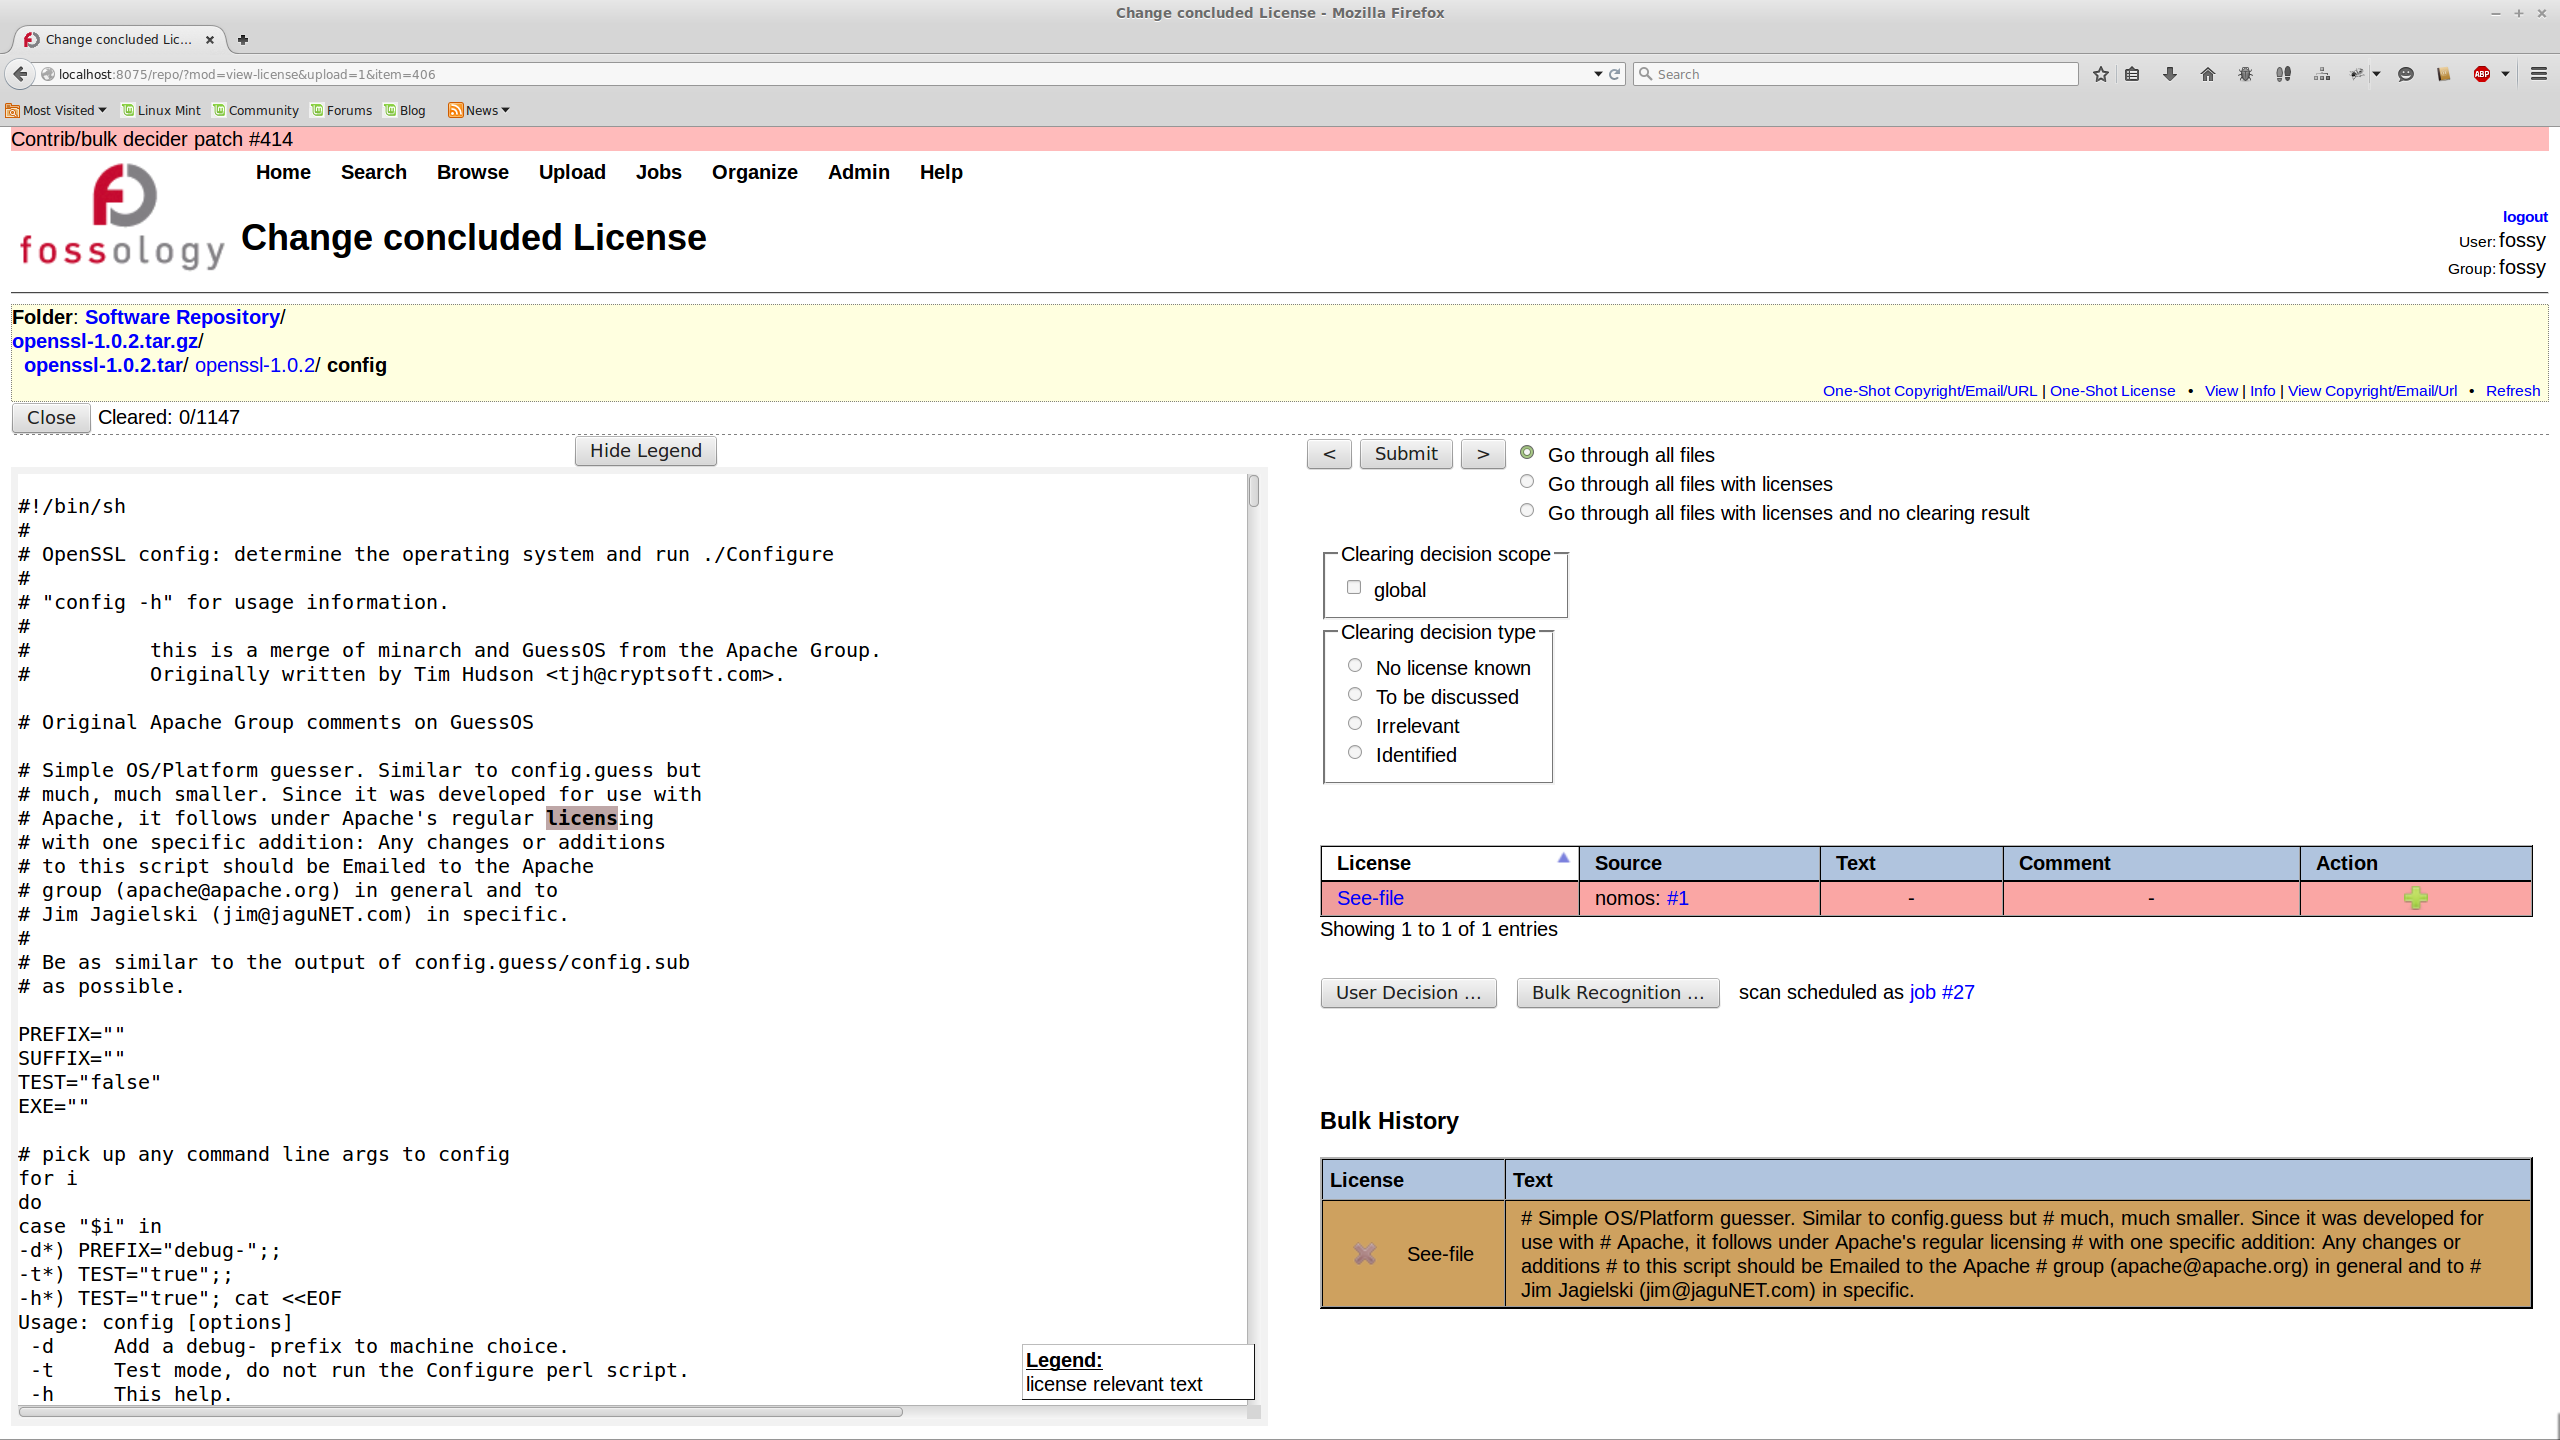 Change concluded License - Mozilla Firefox
Change concluded Lic...
localhost:8075/repo/?mod=view-license&upload=1&item=406
Search
ABP
Most Visited
Linux Mint
Community
Forums
Blog
News
Contrib/bulk decider patch #414
fossology
Home Search Browse Upload Jobs Organize Admin Help
Change concluded License
logout
User: fossy
Group: fossy
Folder: Software Repository/
openssl-1.0.2.tar.gz/
openssl-1.0.2.tar/ openssl-1.0.2/ config
One-Shot Copyright/Email/URL | One-Shot License • View | Info | View Copyright/Email/Url • Refresh
Close Cleared: 0/1147
Hide Legend
#!/bin/sh
#
# OpenSSL config: determine the operating system and run ./Configure
#
# "config -h" for usage information.
#
#          this is a merge of minarch and GuessOS from the Apache Group.
#          Originally written by Tim Hudson <tjh@cryptsoft.com>.
# Original Apache Group comments on GuessOS
# Simple OS/Platform guesser. Similar to config.guess but
# much, much smaller. Since it was developed for use with
# Apache, it follows under Apache's regular licensing
# with one specific addition: Any changes or additions
# to this script should be Emailed to the Apache
# group (apache@apache.org) in general and to
# Jim Jagielski (jim@jaguNET.com) in specific.
#
# Be as similar to the output of config.guess/config.sub
# as possible.
PREFIX=""
SUFFIX=""
TEST="false"
EXE=""
# pick up any command line args to config
for i
do
case "$i" in
-d*) PREFIX="debug-";;
-t*) TEST="true";;
-h*) TEST="true"; cat <<EOF
Usage: config [options]
 -d     Add a debug- prefix to machine choice.
 -t     Test mode, do not run the Configure perl script.
 -h     This help.
Legend:
license relevant text
< Submit >
Go through all files
Go through all files with licenses
Go through all files with licenses and no clearing result
Clearing decision scope
global
Clearing decision type
No license known
To be discussed
Irrelevant
Identified
License Source Text Comment Action
See-file nomos: #1 - -
Showing 1 to 1 of 1 entries
User Decision ... Bulk Recognition ... scan scheduled as job #27
Bulk History
License Text
See-file
# Simple OS/Platform guesser. Similar to config.guess but # much, much smaller. Since it was developed for
use with # Apache, it follows under Apache's regular licensing # with one specific addition: Any changes or
additions # to this script should be Emailed to the Apache # group (apache@apache.org) in general and to #
Jim Jagielski (jim@jaguNET.com) in specific.